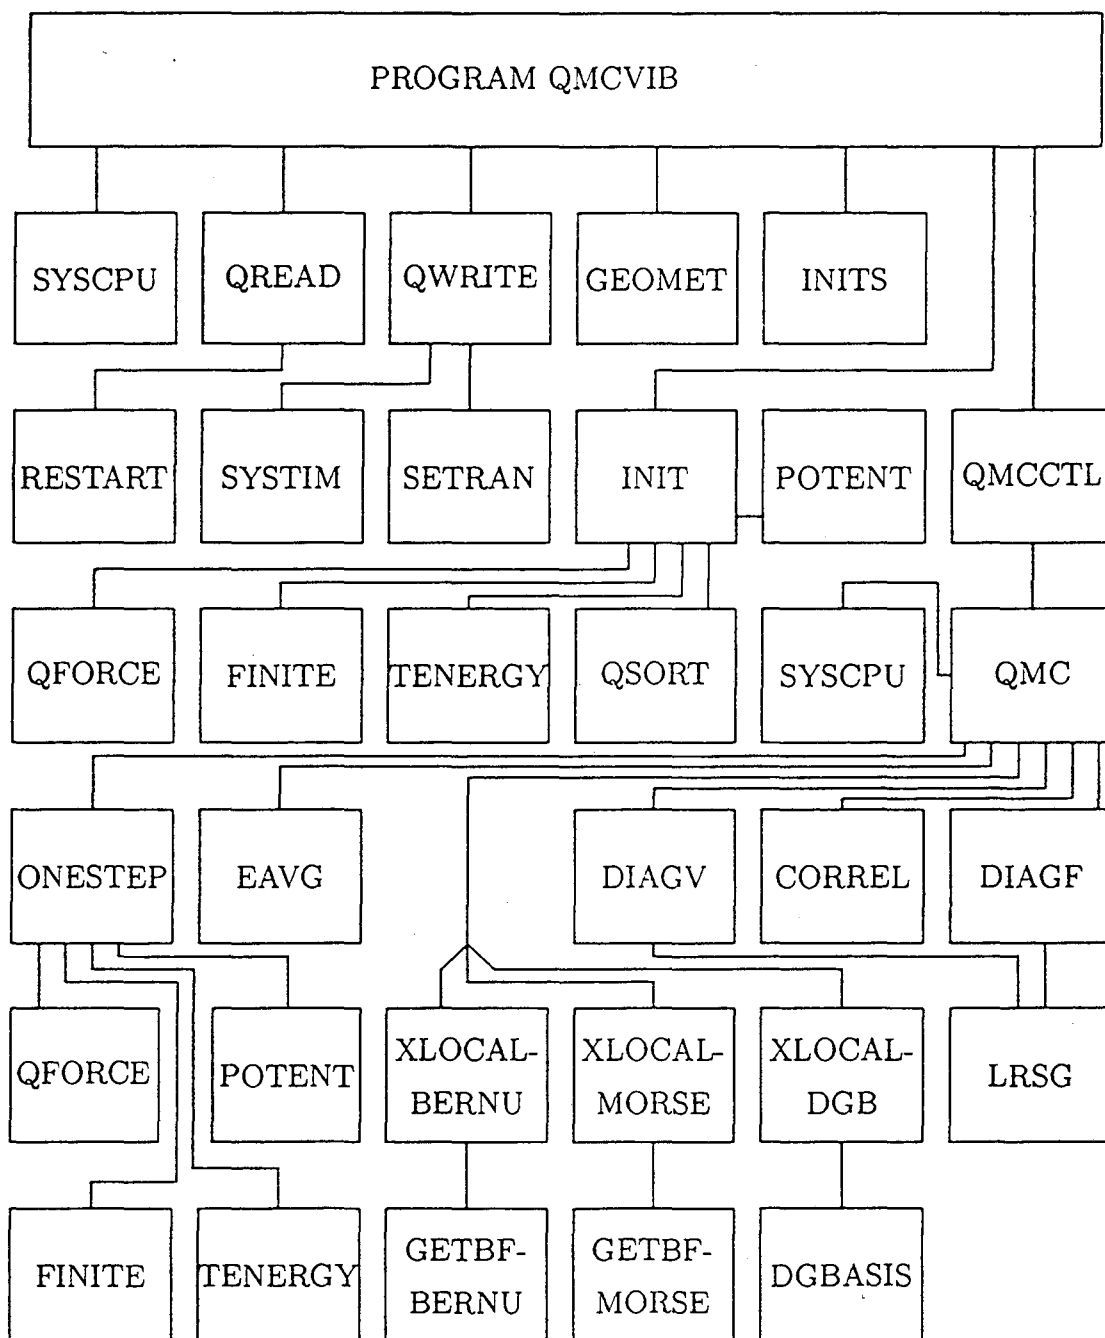 PROGRAM QMCVIB
SYSCPU
QREAD
QWRITE
GEOMET
INITS
RESTART
SYSTIM
SETRAN
INIT
POTENT
QMCCTL
QFORCE
FINITE
TENERGY
QSORT
SYSCPU
QMC
ONESTEP
EAVG
DIAGV
CORREL
DIAGF
QFORCE
POTENT
XLOCAL-
BERNU
XLOCAL-
MORSE
XLOCAL-
DGB
LRSG
FINITE
TENERGY
GETBF-
BERNU
GETBF-
MORSE
DGBASIS